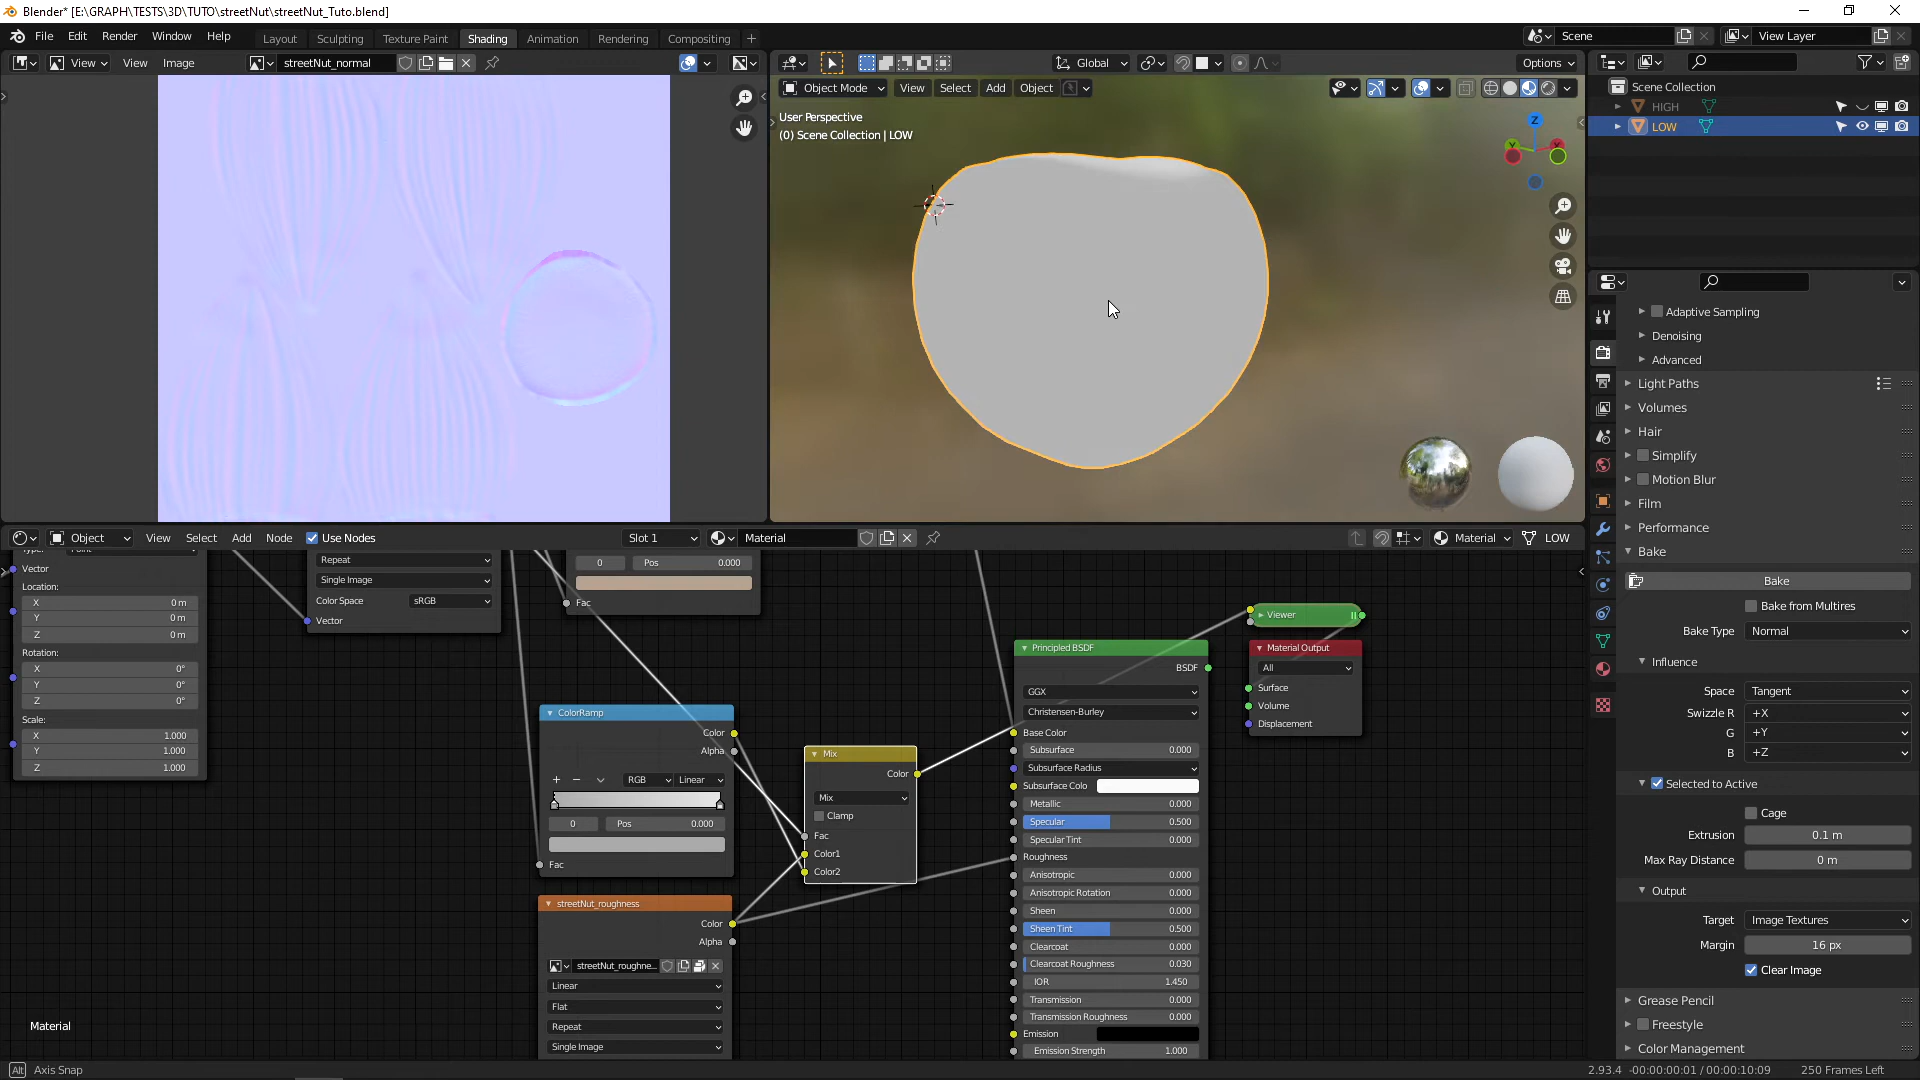 Blender* [E:\GRAPH\TESTS\3D\TUTO\streetNut\streetNut_Tuto.blend]
File Edit Render Window Help Layout Sculpting Texture Paint Shading Animation Rendering Compositing Scene View Layer
View View Image streetNut_normal
Global Options
Object Mode View Select Add Object
User Perspective
(0) Scene Collection | LOW
Z
Scene Collection
HIGH
LOW
Adaptive Sampling
Denoising
Advanced
Light Paths
Volumes
Hair
Simplify
Motion Blur
Film
Performance
Bake
Bake
Bake from Multires
Bake Type Normal
Influence
Space Tangent
Swizzle R +X
G +Y
B +Z
Selected to Active
Cage
Extrusion 0.1 m
Max Ray Distance 0 m
Output
Target Image Textures
Margin 16 px
Clear Image
Grease Pencil
Freestyle
Color Management
Object View Select Add Node Use Nodes Slot 1 Material Material LOW
Vector
Location:
X 0 m
Y 0 m
Z 0 m
Rotation:
X 0°
Y 0°
Z 0°
Scale:
X 1.000
Y 1.000
Z 1.000
Repeat
Single Image
Color Space sRGB
Vector
0 Pos 0.000
Fac
ColorRamp
Color
Alpha
RGB Linear
0 Pos 0.000
Fac
streetNut_roughness
Color
Alpha
streetNut_roughne...
Linear
Flat
Repeat
Single Image
Mix
Color
Mix
Clamp
Fac
Color1
Color2
Principled BSDF
BSDF
GGX
Christensen-Burley
Base Color
Subsurface 0.000
Subsurface Radius
Subsurface Colo
Metallic 0.000
Specular 0.500
Specular Tint 0.000
Roughness
Anisotropic 0.000
Anisotropic Rotation 0.000
Sheen 0.000
Sheen Tint 0.500
Clearcoat 0.000
Clearcoat Roughness 0.030
IOR 1.450
Transmission 0.000
Transmission Roughness 0.000
Emission
Emission Strength 1.000
Viewer
Material Output
All
Surface
Volume
Displacement
Material
Alt Axis Snap
2.93.4 -00:00:00:01 / 00:00:10:09 250 Frames Left